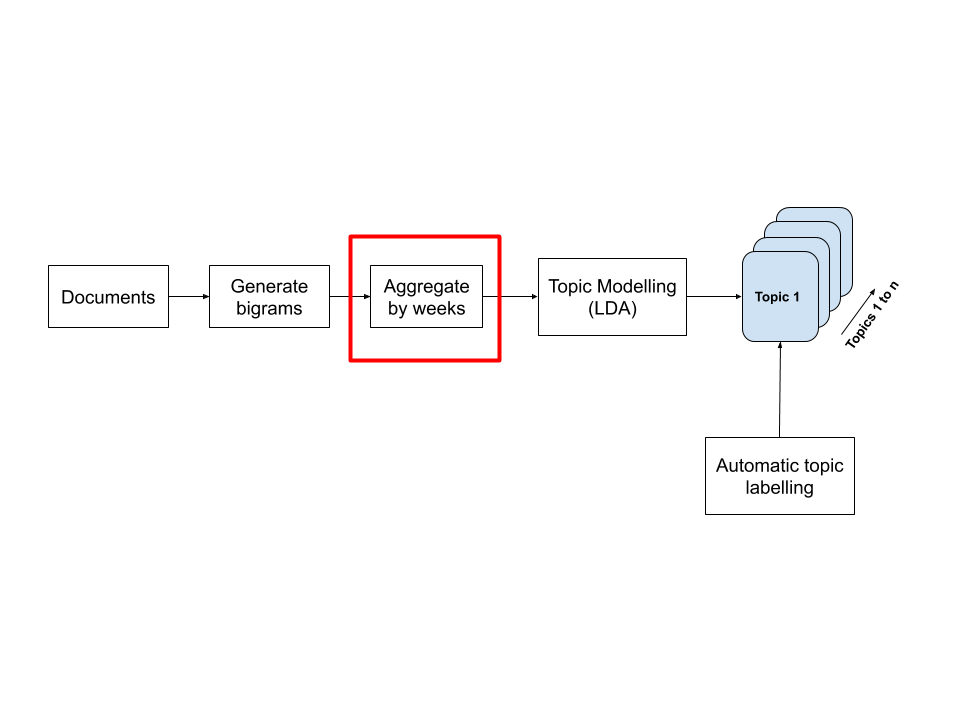 Documents
Generate
bigrams
Aggregate
by weeks
Topic Modelling
(LDA)
Topic 1
Topics 1 to n
Automatic topic
labelling